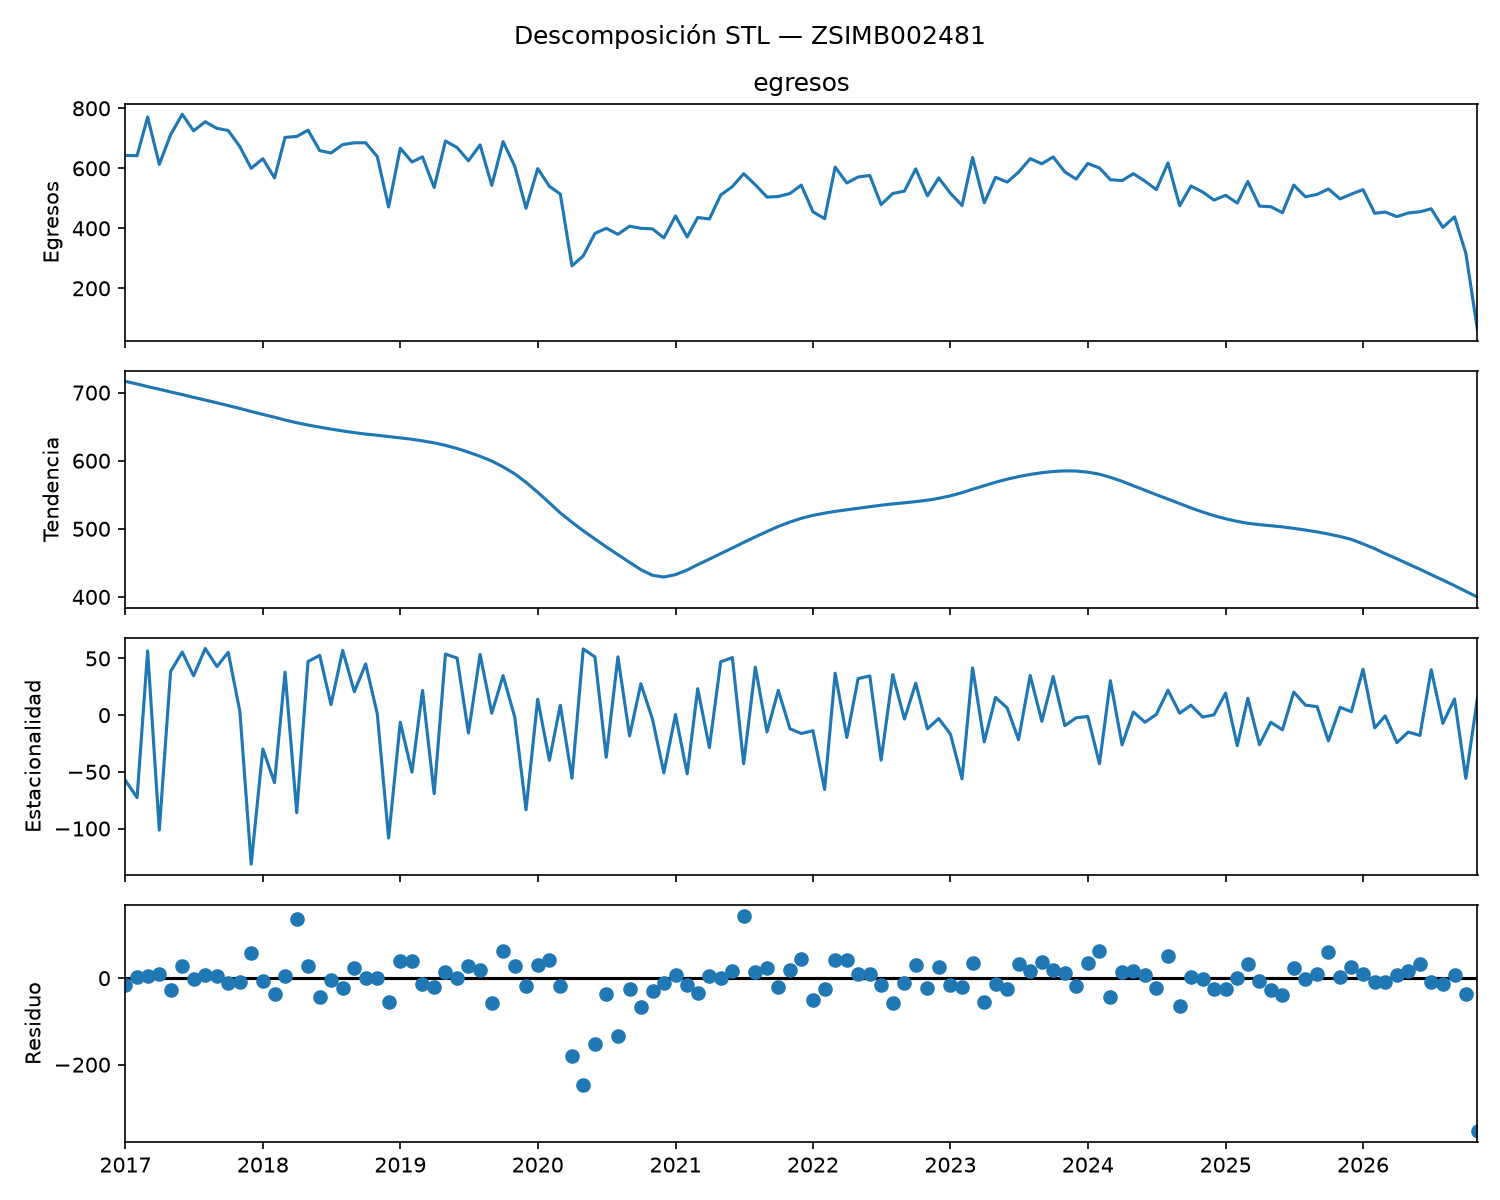 Descomposición STL — ZSIMB002481
egresos
800
600
400
200
Egresos
700
600
500
400
Tendencia
50
0
−50
−100
Estacionalidad
0
−200
Residuo
2017 2018 2019 2020 2021 2022 2023 2024 2025 2026